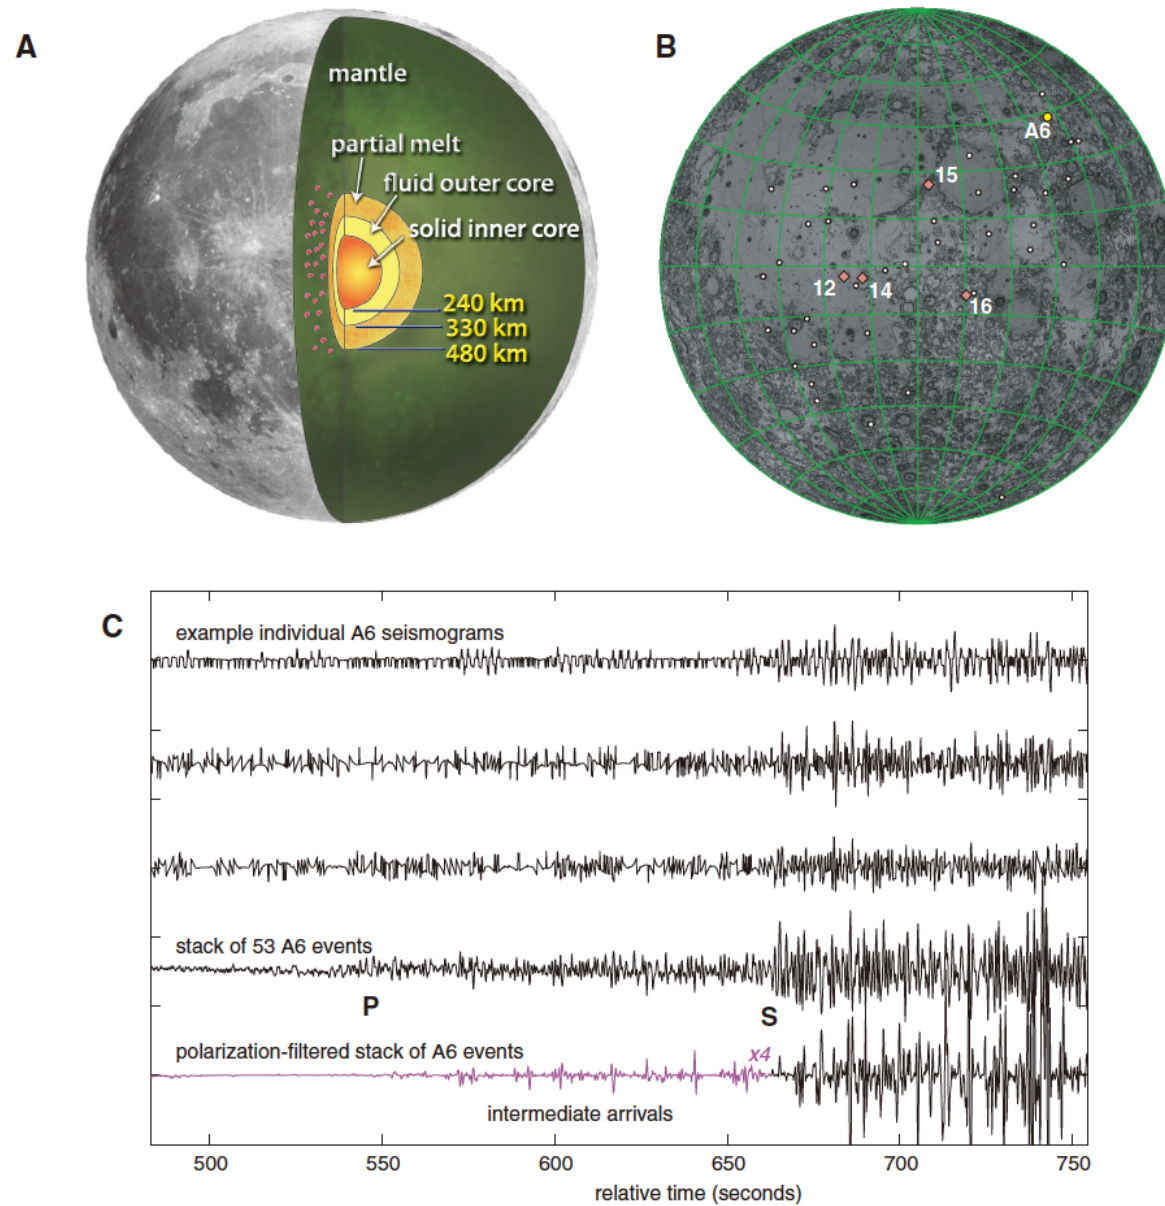 A
mantle
partial melt
fluid outer core
solid inner core
240 km
330 km
480 km
B
A6
15
12
14
16
C
example individual A6 seismograms
stack of 53 A6 events
P
S
polarization-filtered stack of A6 events
x4
intermediate arrivals
500 550 600 650 700 750
relative time (seconds)